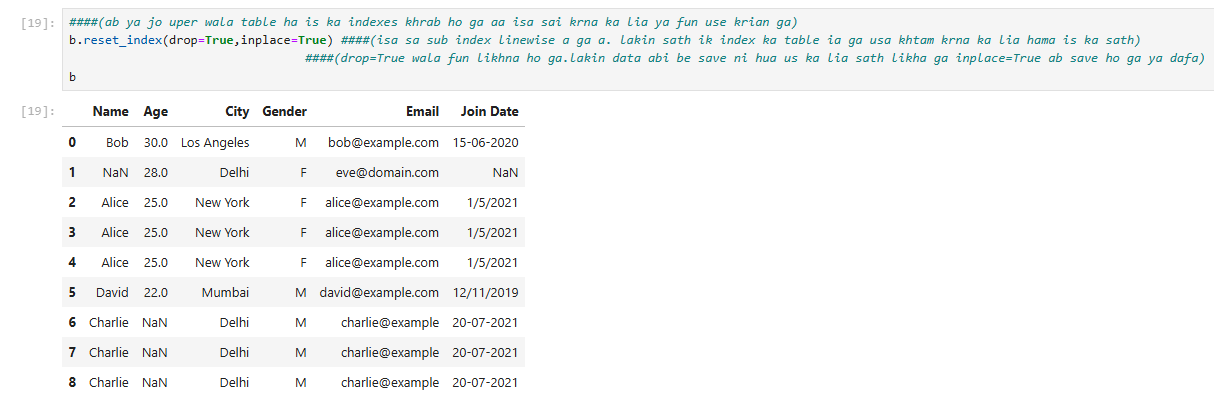 [19]: ####(ab ya jo uper wala table ha is ka indexes khrab ho ga aa isa sai krna ka lia ya fun use krian ga)
b.reset_index(drop=True,inplace=True) ####(isa sa sub index linewise a ga a. lakin sath ik index ka table ia ga usa khtam krna ka lia hama is ka sath)
####(drop=True wala fun likhna ho ga.lakin data abi be save ni hua us ka lia sath likha ga inplace=True ab save ho ga ya dafa)
b
[19]: Name Age City Gender Email Join Date
0 Bob 30.0 Los Angeles M bob@example.com 15-06-2020
1 NaN 28.0 Delhi F eve@domain.com NaN
2 Alice 25.0 New York F alice@example.com 1/5/2021
3 Alice 25.0 New York F alice@example.com 1/5/2021
4 Alice 25.0 New York F alice@example.com 1/5/2021
5 David 22.0 Mumbai M david@example.com 12/11/2019
6 Charlie NaN Delhi M charlie@example 20-07-2021
7 Charlie NaN Delhi M charlie@example 20-07-2021
8 Charlie NaN Delhi M charlie@example 20-07-2021